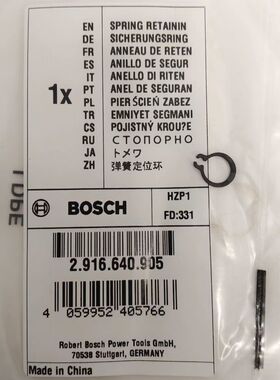 EN SPRING RETAININ
DE SICHERUNGSRING
FR ANNEAU DE RETEN
ES ANILLO DE SEGUR
IT ANELLO DI RITEN
PT ANEL DE SEGURAN
PL PIERŚCIEŃ ZABEZ
TR EMNIYET SEGMANI
CS POJISTNÝ KROU?E
RU СТОПОРНО
JA トメワ
ZH 弹簧定位环
1x
HZP1
BOSCH
FD:331
2.916.640.905
4 059952 405766
Robert Bosch Power Tools GmbH,
70538 Stuttgart, GERMANY
Made in China